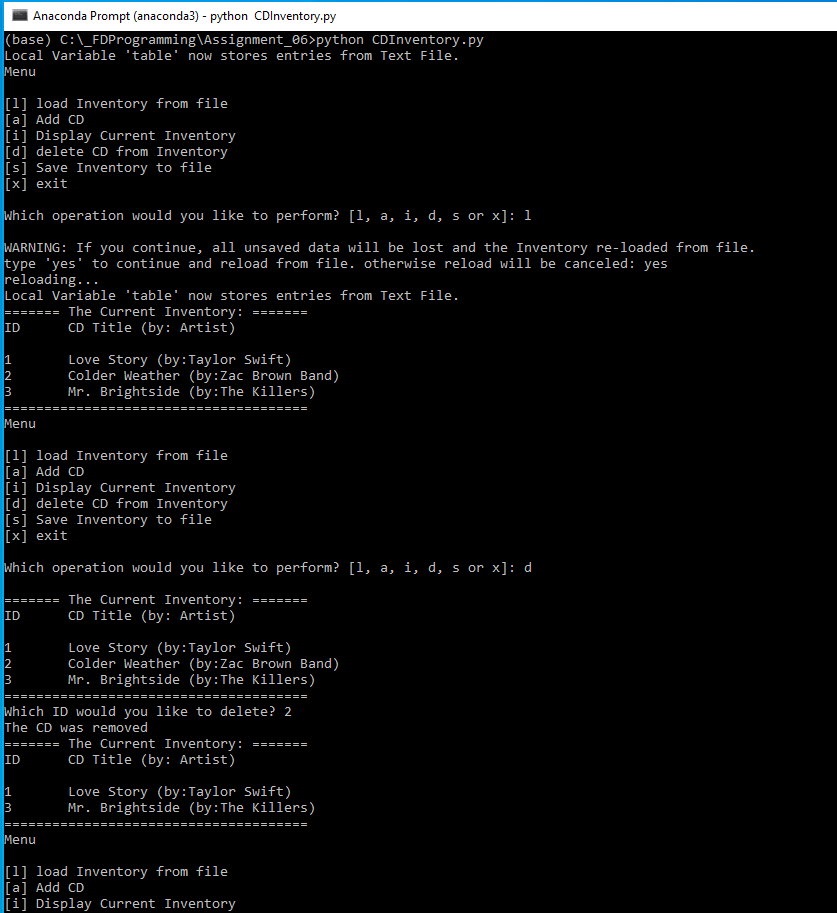 Anaconda Prompt (anaconda3) - python  CDInventory.py
(base) C:\_FDProgramming\Assignment_06>python CDInventory.py
Local Variable 'table' now stores entries from Text File.
Menu
[l] load Inventory from file
[a] Add CD
[i] Display Current Inventory
[d] delete CD from Inventory
[s] Save Inventory to file
[x] exit
Which operation would you like to perform? [l, a, i, d, s or x]: l
WARNING: If you continue, all unsaved data will be lost and the Inventory re-loaded from file.
type 'yes' to continue and reload from file. otherwise reload will be canceled: yes
reloading...
Local Variable 'table' now stores entries from Text File.
======= The Current Inventory: =======
ID      CD Title (by: Artist)
1       Love Story (by:Taylor Swift)
2       Colder Weather (by:Zac Brown Band)
3       Mr. Brightside (by:The Killers)
======================================
Menu
[l] load Inventory from file
[a] Add CD
[i] Display Current Inventory
[d] delete CD from Inventory
[s] Save Inventory to file
[x] exit
Which operation would you like to perform? [l, a, i, d, s or x]: d
======= The Current Inventory: =======
ID      CD Title (by: Artist)
1       Love Story (by:Taylor Swift)
2       Colder Weather (by:Zac Brown Band)
3       Mr. Brightside (by:The Killers)
======================================
Which ID would you like to delete? 2
The CD was removed
======= The Current Inventory: =======
ID      CD Title (by: Artist)
1       Love Story (by:Taylor Swift)
3       Mr. Brightside (by:The Killers)
======================================
Menu
[l] load Inventory from file
[a] Add CD
[i] Display Current Inventory